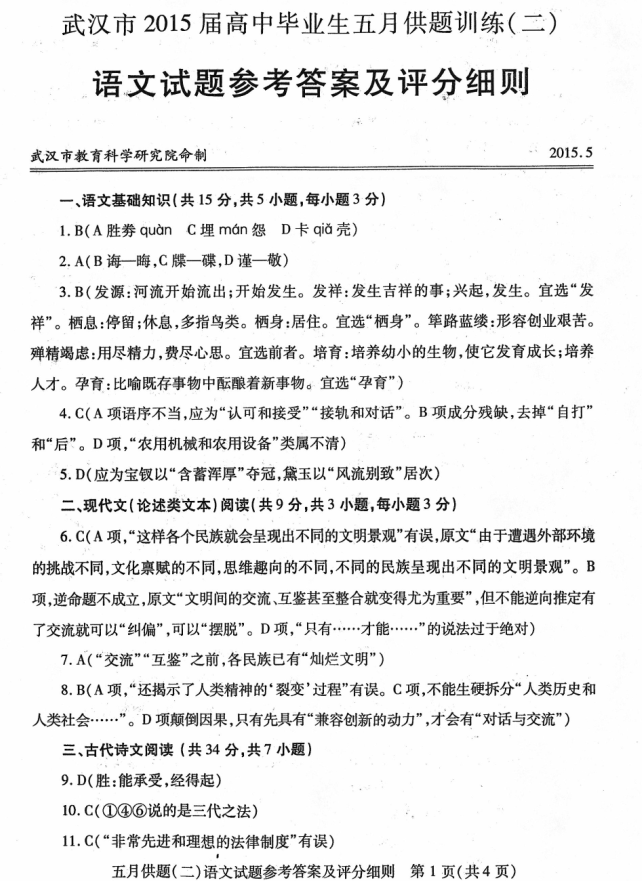 武汉市 2015 届高中毕业生五月供题训练(二)
语文试题参考答案及评分细则
武汉市教育科学研究院命制 2015.5
一、语文基础知识(共 15 分,共 5 小题,每小题 3 分)
1. B(A 胜券 quàn C 埋 mán 怨 D 卡 qiǎ 壳)
2. A(B 诲—晦,C 牒—碟,D 谨—敬)
3. B(发源:河流开始流出;开始发生。发祥:发生吉祥的事;兴起,发生。宜选“发
祥”。栖息:停留;休息,多指鸟类。栖身:居住。宜选“栖身”。筚路蓝缕:形容创业艰苦。
殚精竭虑:用尽精力,费尽心思。宜选前者。培育:培养幼小的生物,使它发育成长;培养
人才。孕育:比喻既存事物中酝酿着新事物。宜选“孕育”)
4. C(A 项语序不当,应为“认可和接受”“接轨和对话”。B 项成分残缺,去掉“自打”
和“后”。D 项,“农用机械和农用设备”类属不清)
5. D(应为宝钗以“含蓄浑厚”夺冠,黛玉以“风流别致”居次)
二、现代文(论述类文本)阅读(共 9 分,共 3 小题,每小题 3 分)
6. C(A 项,“这样各个民族就会呈现出不同的文明景观”有误,原文“由于遭遇外部环境
的挑战不同,文化禀赋的不同,思维趣向的不同,不同的民族呈现出不同的文明景观”。B
项,逆命题不成立,原文“文明间的交流、互鉴甚至整合就变得尤为重要”,但不能逆向推定有
了交流就可以“纠偏”,可以“摆脱”。D 项,“只有……才能……”的说法过于绝对)
7. A(“交流”“互鉴”之前,各民族已有“灿烂文明”)
8. B(A 项,“还揭示了人类精神的‘裂变’过程”有误。C 项,不能生硬拆分“人类历史和
人类社会……”。D 项颠倒因果,只有先具有“兼容创新的动力”,才会有“对话与交流”)
三、古代诗文阅读 (共 34 分,共 7 小题)
9. D(胜:能承受,经得起)
10. C(①④⑥说的是三代之法)
11. C(“非常先进和理想的法律制度”有误)
五月供题(二)语文试题参考答案及评分细则 第 1 页(共 4 页)